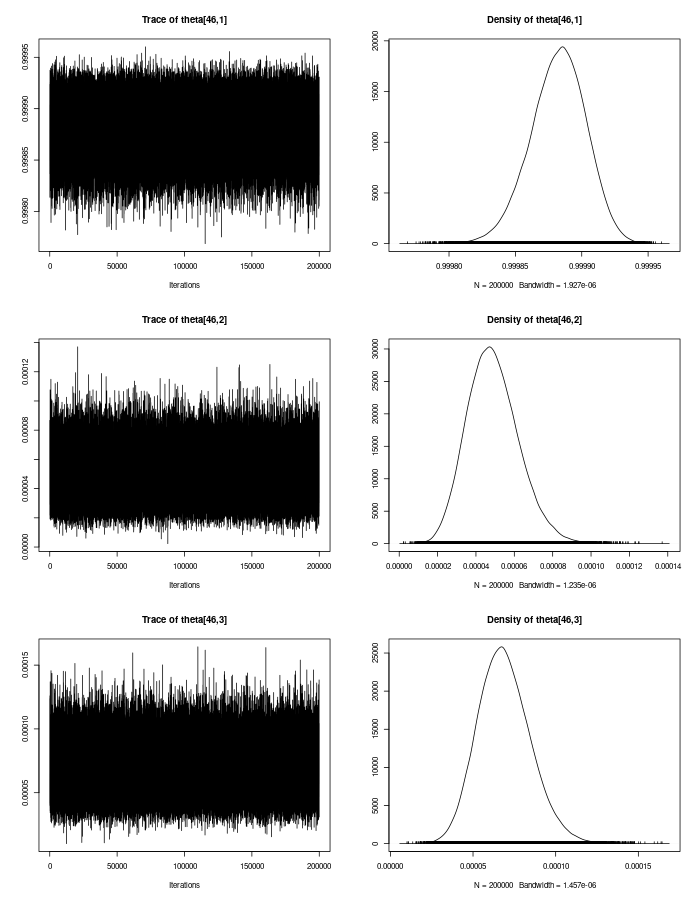 Trace of theta[46,1]
0.99980 0.99985 0.99990 0.99995
0 50000 100000 150000 200000
Iterations
Density of theta[46,1]
0 5000 10000 15000 20000
0.99980 0.99985 0.99990 0.99995
N = 200000 Bandwidth = 1.927e-06
Trace of theta[46,2]
0.00000 0.00004 0.00008 0.00012
0 50000 100000 150000 200000
Iterations
Density of theta[46,2]
0 5000 10000 15000 20000 25000 30000
0.00000 0.00002 0.00004 0.00006 0.00008 0.00010 0.00012 0.00014
N = 200000 Bandwidth = 1.235e-06
Trace of theta[46,3]
0.00005 0.00010 0.00015
0 50000 100000 150000 200000
Iterations
Density of theta[46,3]
0 5000 10000 15000 20000 25000
0.00000 0.00005 0.00010 0.00015
N = 200000 Bandwidth = 1.457e-06